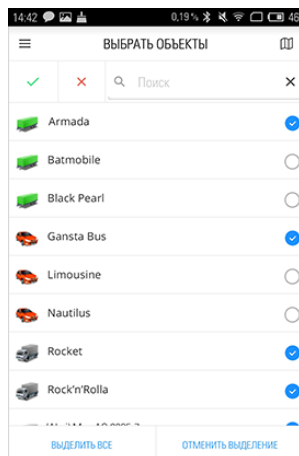 14:42 0,19% 46
ВЫБРАТЬ ОБЪЕКТЫ
Поиск
Armada
Batmobile
Black Pearl
Gansta Bus
Limousine
Nautilus
Rocket
Rock'n'Rolla
ВЫДЕЛИТЬ ВСЕ ОТМЕНИТЬ ВЫДЕЛЕНИЕ